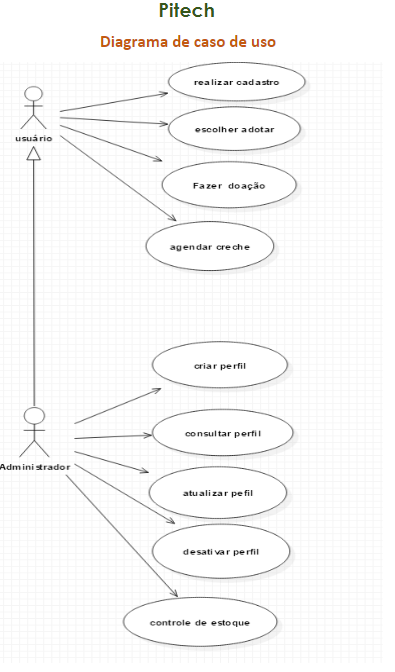 Pitech
Diagrama de caso de uso
realizar cadastro
escolher adotar
usuário
Fazer doação
agendar creche
criar perfil
consultar perfil
Administrador
atualizar pefil
desativar perfil
controle de estoque